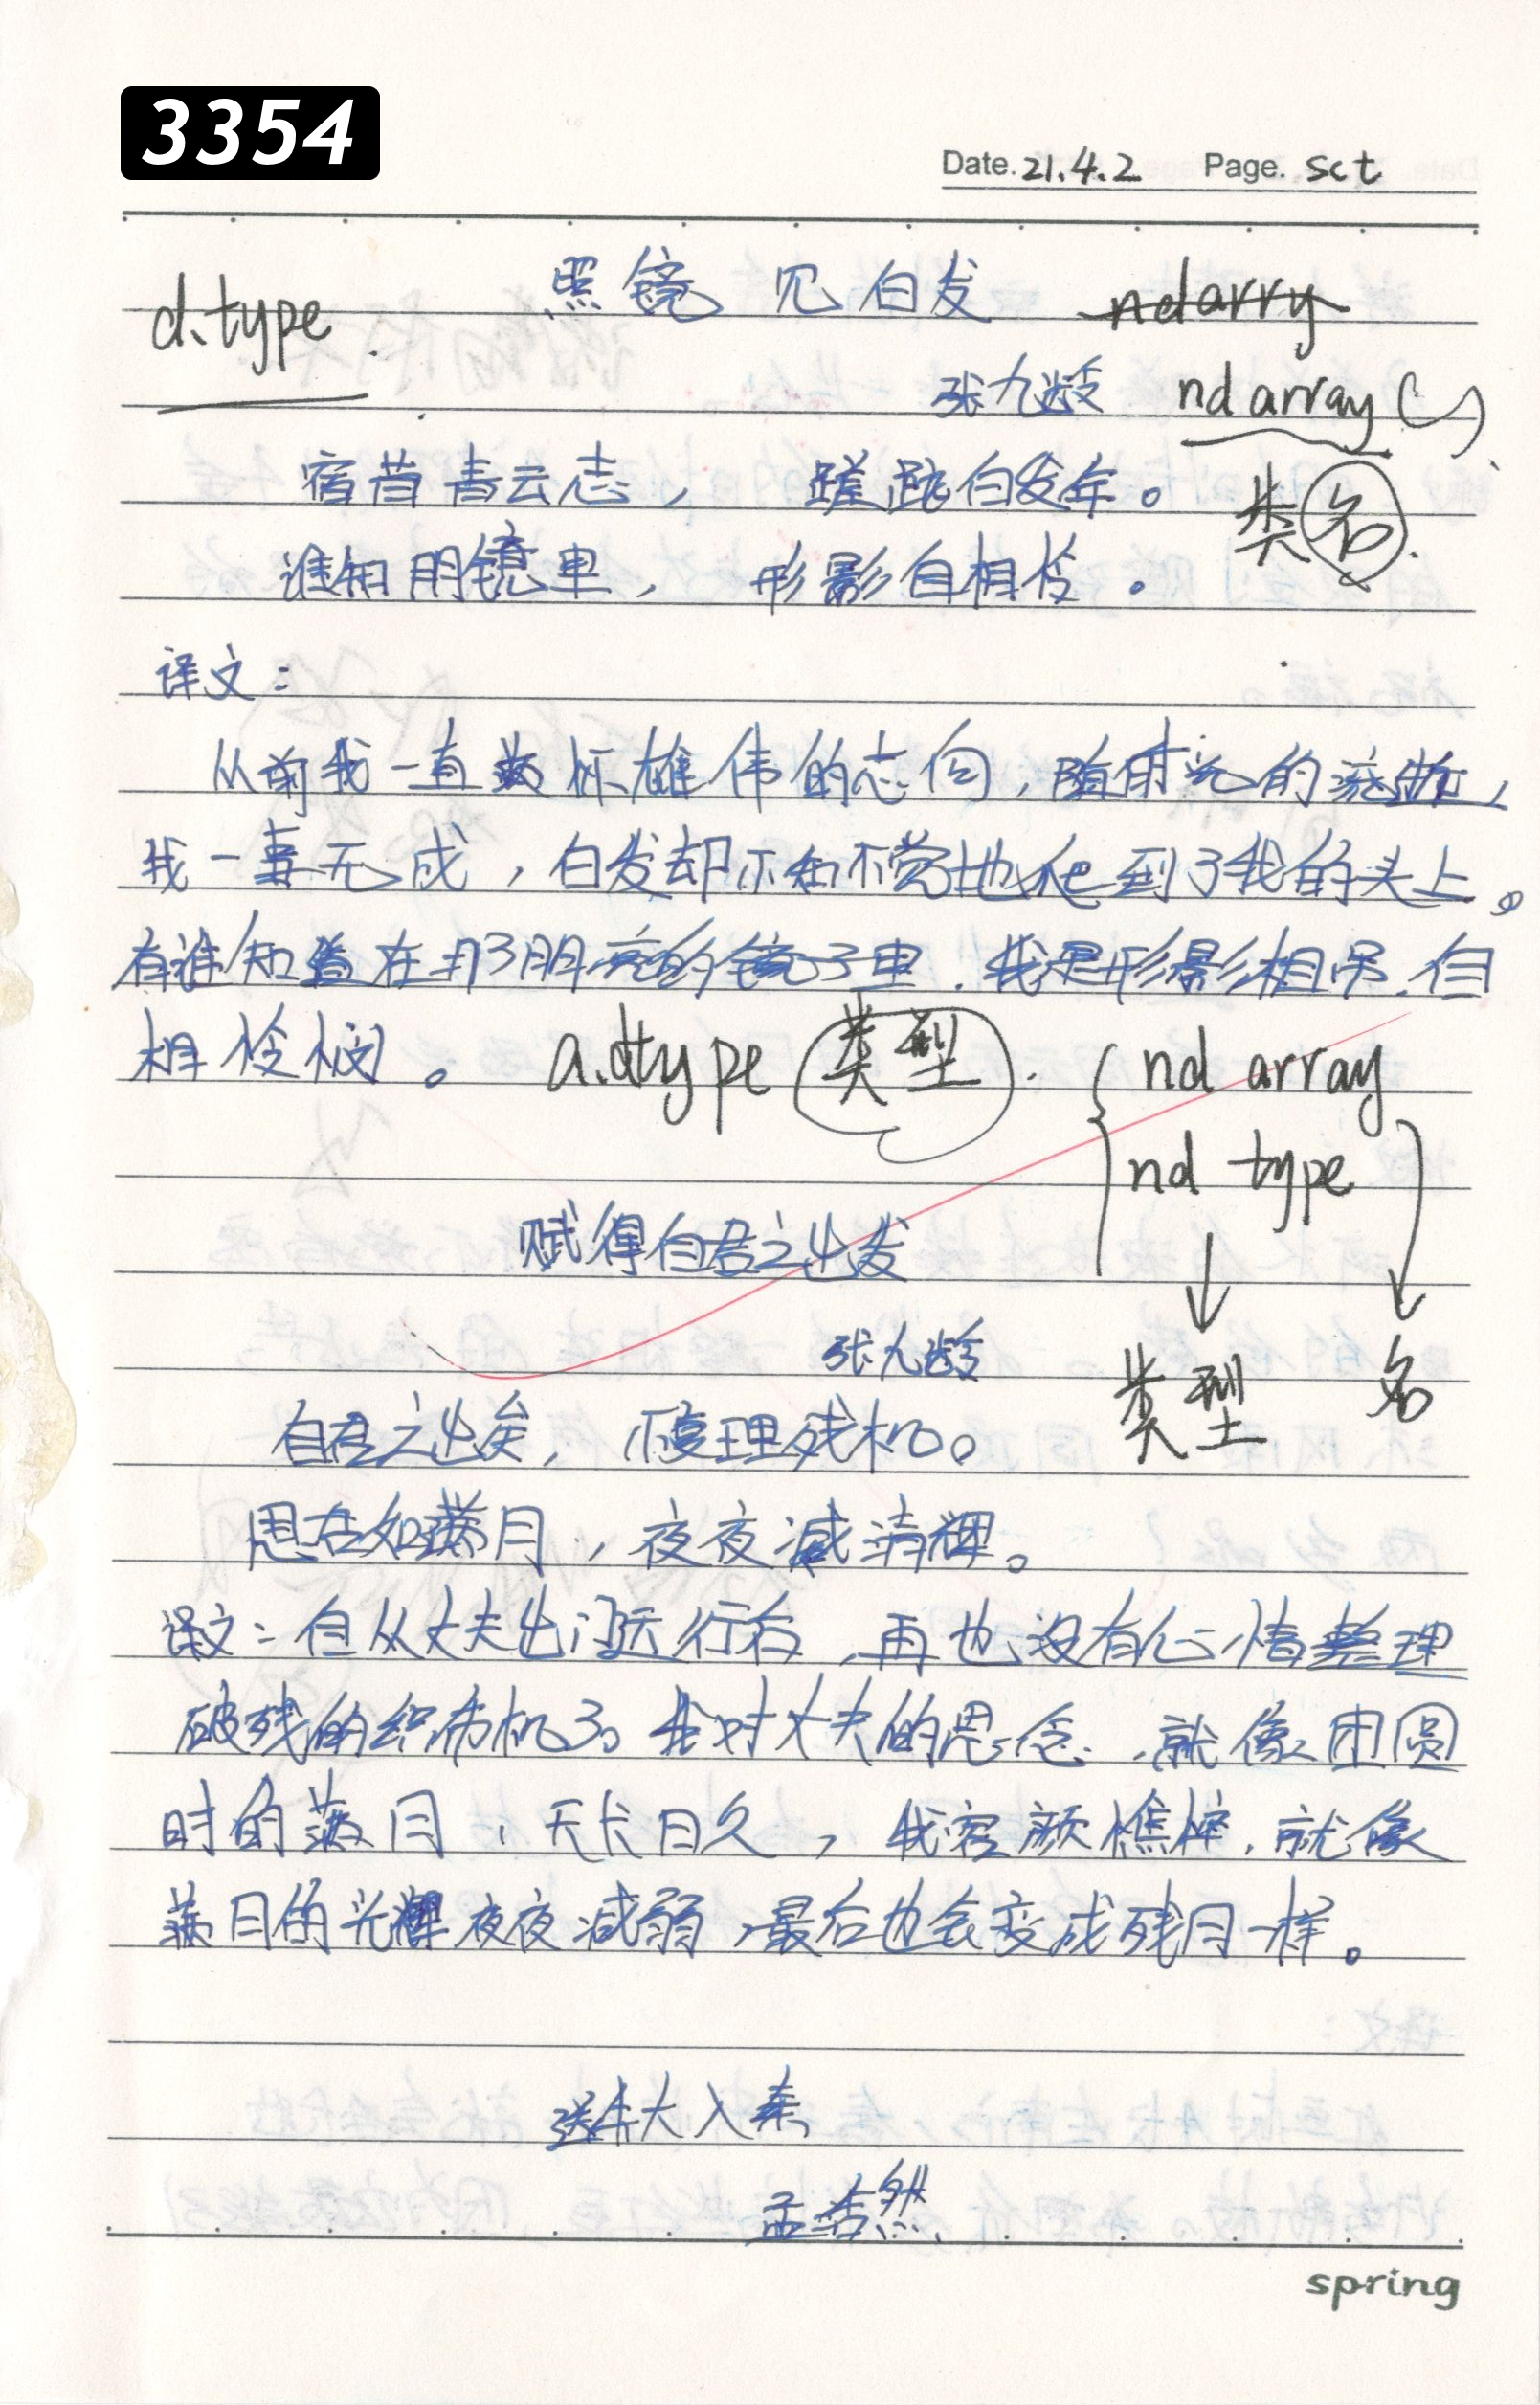 3354
Date. 21.4.2 Page. sct
d.type 照镜见白发 ndarry
张九龄 ndarray()
宿昔青云志， 蹉跎白发年。
类名.
谁知明镜里， 形影自相怜。
译文：
从前我一直 怀雄伟的志向，随时光的流逝，
我一事无成，白发却不知不觉地爬到了我的头上。
有谁知道在 了明亮的镜子里，我是形影相吊，自
相怜悯。 a.dtype 类型. nd array
nd type
赋得自君之出发
张九龄
类型 名
自君之出矣，不复理残机。
思君如满月，夜夜减清辉。
译文：自从丈夫出门远行后，再也没有心情整理
破残的织布机了。我对丈夫的思念，就像团圆
时的满月，天长日久，我容颜憔悴，就像
满月的光辉夜夜减弱，最后也会变成残月一样。
送朱大入秦
孟浩然
spring